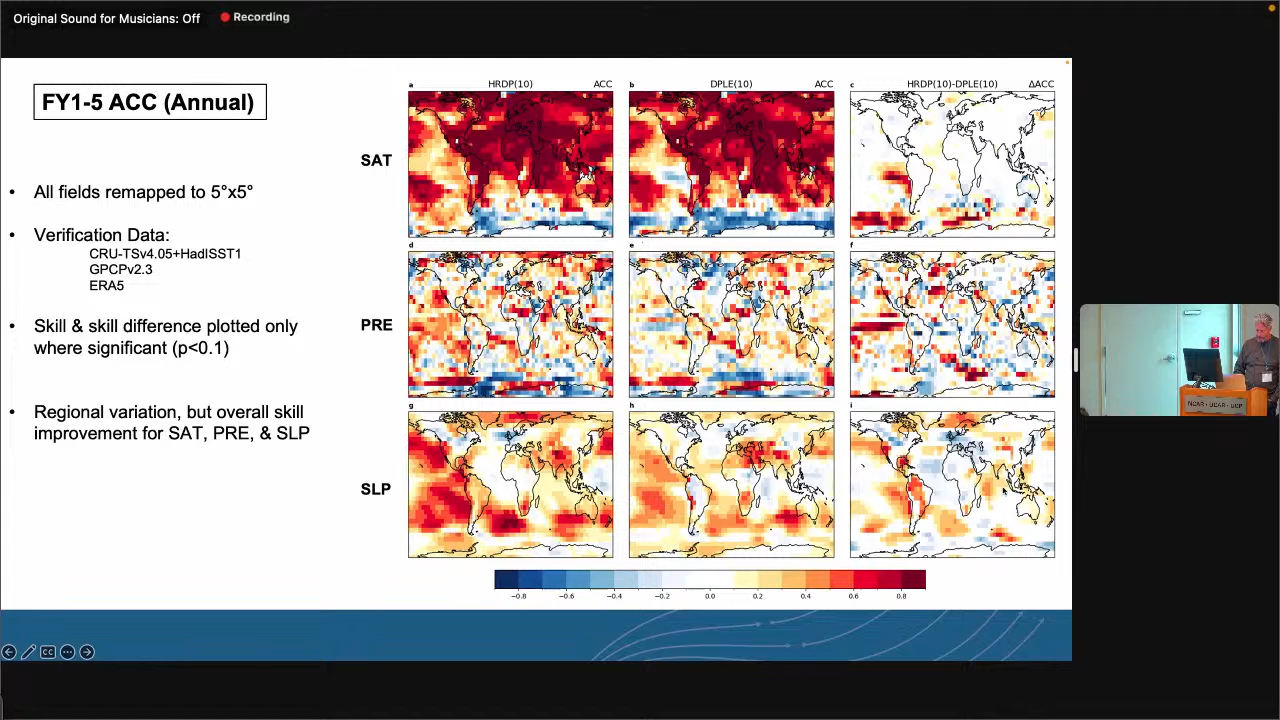 Original Sound for Musicians: Off
Recording
FY1-5 ACC (Annual)
• All fields remapped to 5°x5°
• Verification Data:
CRU-TSv4.05+HadISST1
GPCPv2.3
ERA5
• Skill & skill difference plotted only
where significant (p<0.1)
• Regional variation, but overall skill
improvement for SAT, PRE, & SLP
a HRDP(10) ACC
b DPLE(10) ACC
c HRDP(10)-DPLE(10) ΔACC
SAT
d
e
f
PRE
g
h
i
SLP
−0.8 −0.6 −0.4 −0.2 0.0 0.2 0.4 0.6 0.8
CC
NCAR · UCAR · UCP